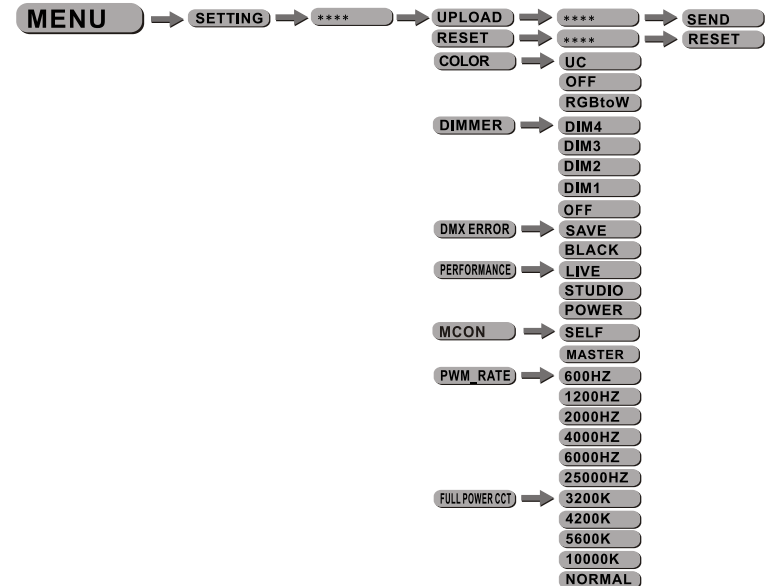 MENU SETTING **** UPLOAD **** SEND
RESET **** RESET
COLOR UC
OFF
RGBtoW
DIMMER DIM4
DIM3
DIM2
DIM1
OFF
DMX ERROR SAVE
BLACK
PERFORMANCE LIVE
STUDIO
POWER
MCON SELF
MASTER
PWM_RATE 600HZ
1200HZ
2000HZ
4000HZ
6000HZ
25000HZ
FULL POWER CCT 3200K
4200K
5600K
10000K
NORMAL